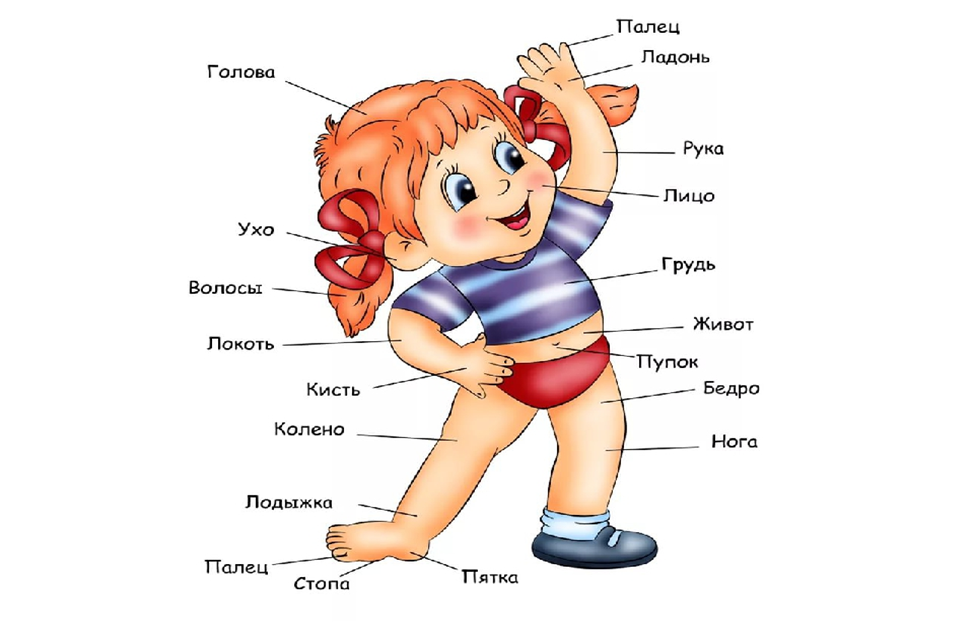 Палец
Ладонь
Голова
Рука
Лицо
Ухо
Грудь
Волосы
Живот
Локоть
Пупок
Кисть
Бедро
Колено
Нога
Лодыжка
Палец
Стопа
Пятка